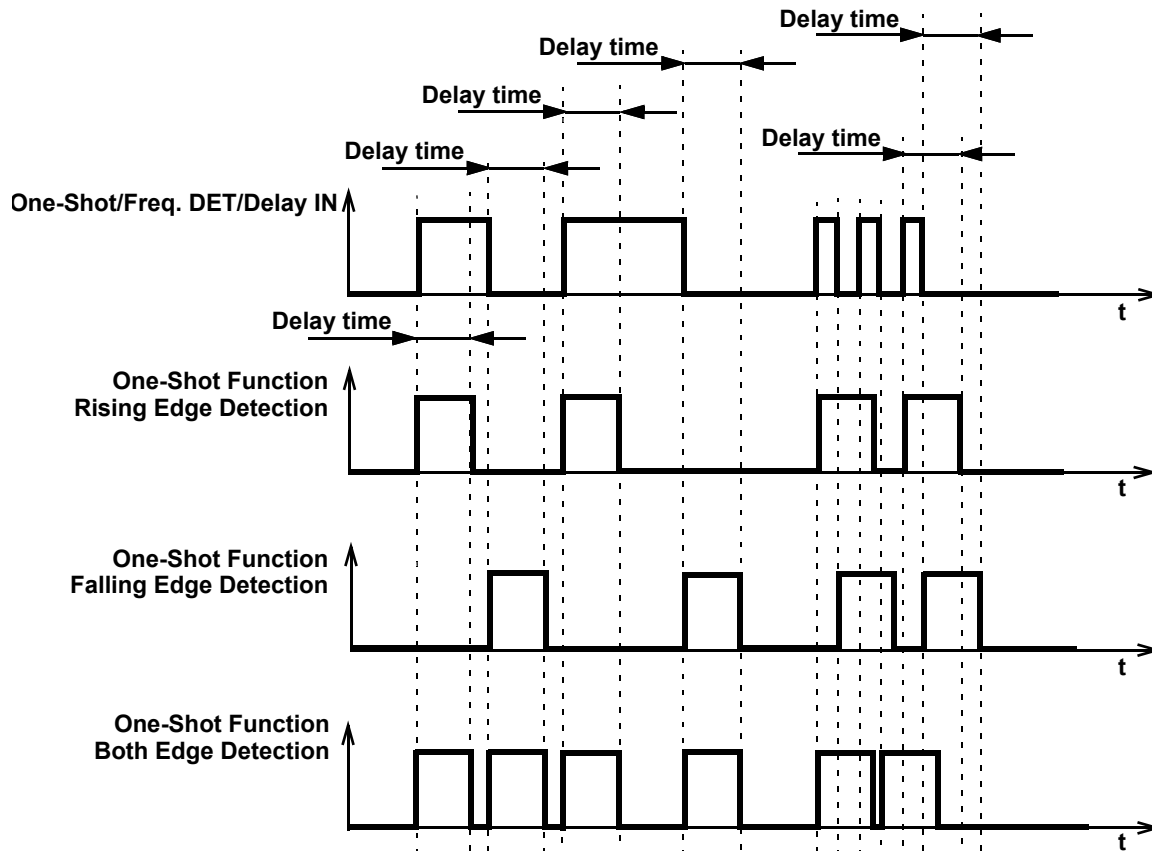 Delay time
Delay time
Delay time
Delay time
Delay time
One-Shot/Freq. DET/Delay IN
t
Delay time
One-Shot Function
Rising Edge Detection
t
One-Shot Function
Falling Edge Detection
t
One-Shot Function
Both Edge Detection
t